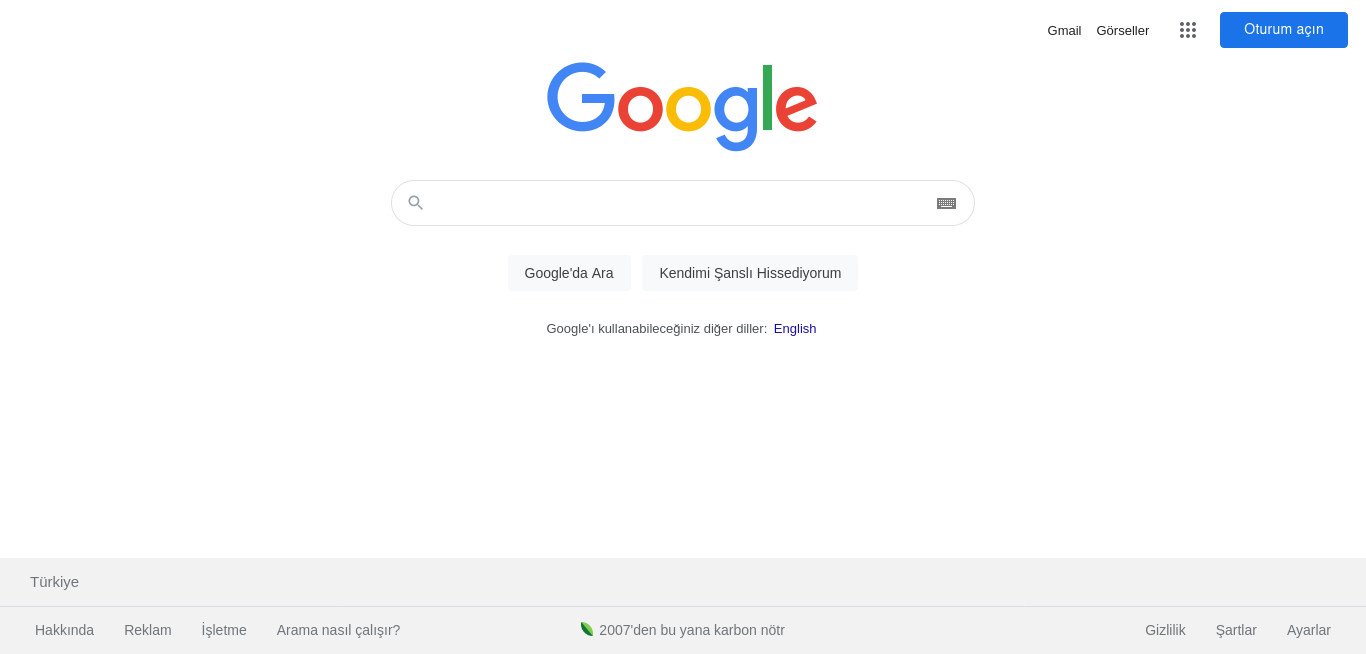 Gmail Görseller Oturum açın
Google
Google'da Ara Kendimi Şanslı Hissediyorum
Google'ı kullanabileceğiniz diğer diller: English
Türkiye
Hakkında Reklam İşletme Arama nasıl çalışır? 2007'den bu yana karbon nötr Gizlilik Şartlar Ayarlar